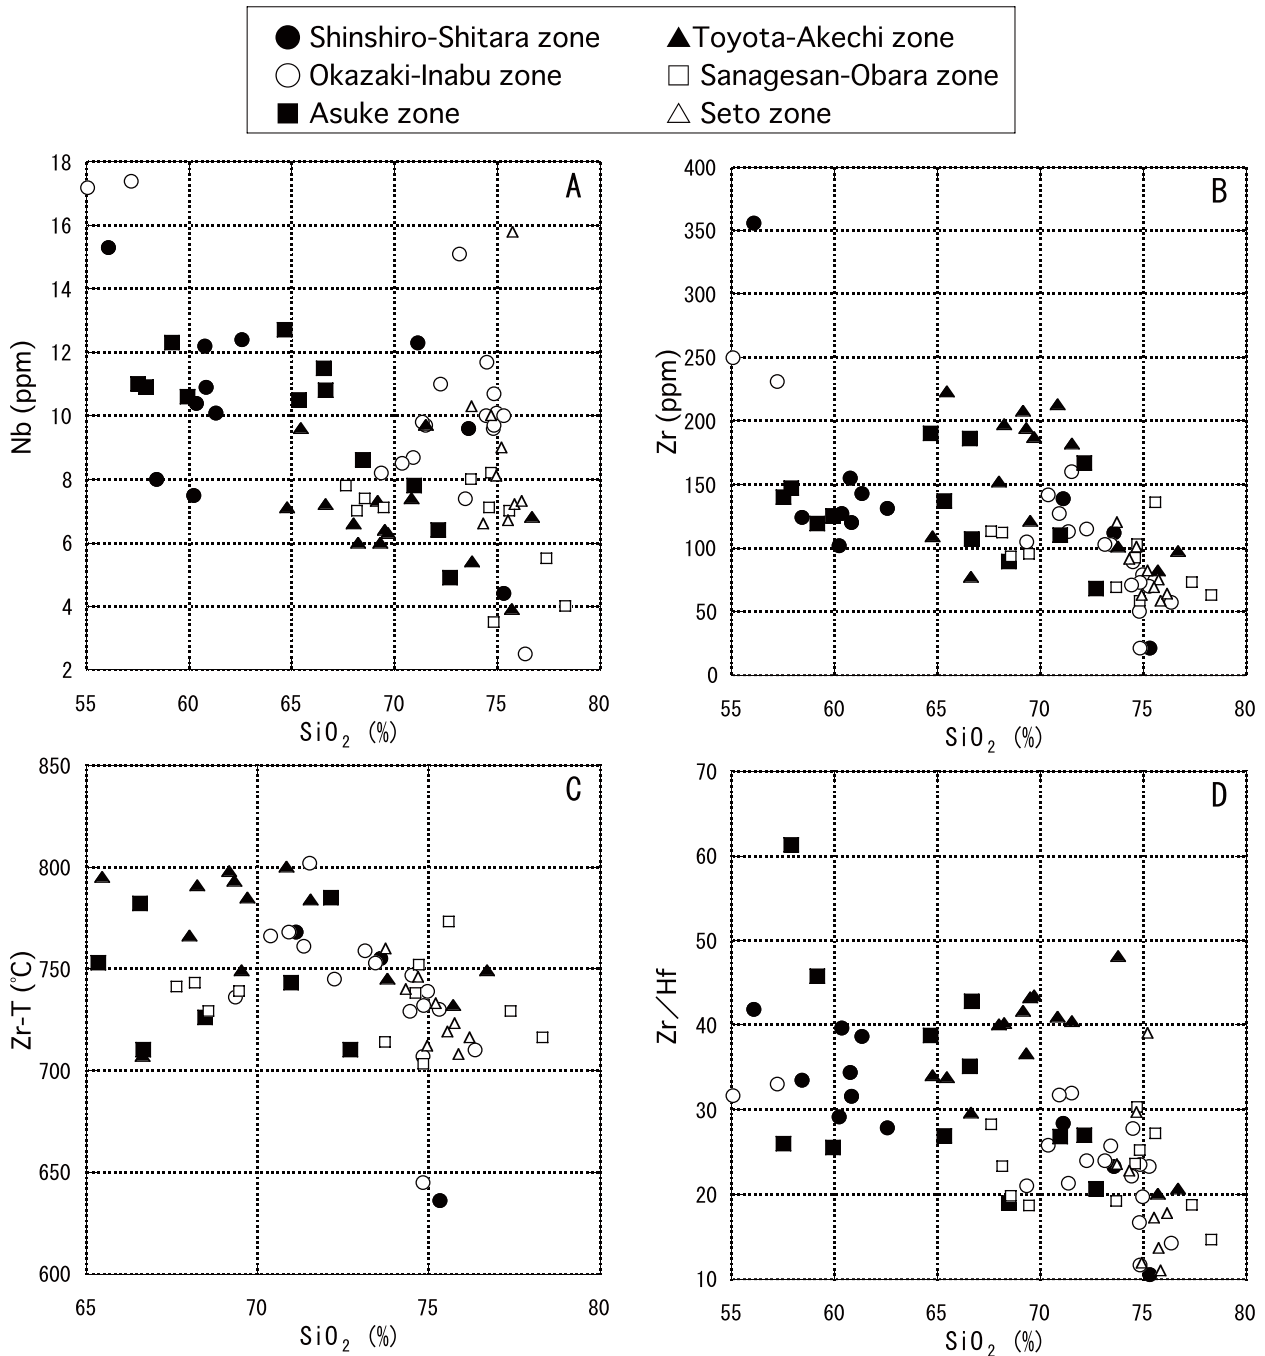 Shinshiro-Shitara zone
Toyota-Akechi zone
Okazaki-Inabu zone
Sanagesan-Obara zone
Asuke zone
Seto zone
A
Nb (ppm)
18
16
14
12
10
8
6
4
2
55 60 65 70 75 80
SiO₂ (%)
B
Zr (ppm)
400
350
300
250
200
150
100
50
0
55 60 65 70 75 80
SiO₂ (%)
C
Zr-T (°C)
850
800
750
700
650
600
65 70 75 80
SiO₂ (%)
D
Zr/Hf
70
60
50
40
30
20
10
55 60 65 70 75 80
SiO₂ (%)